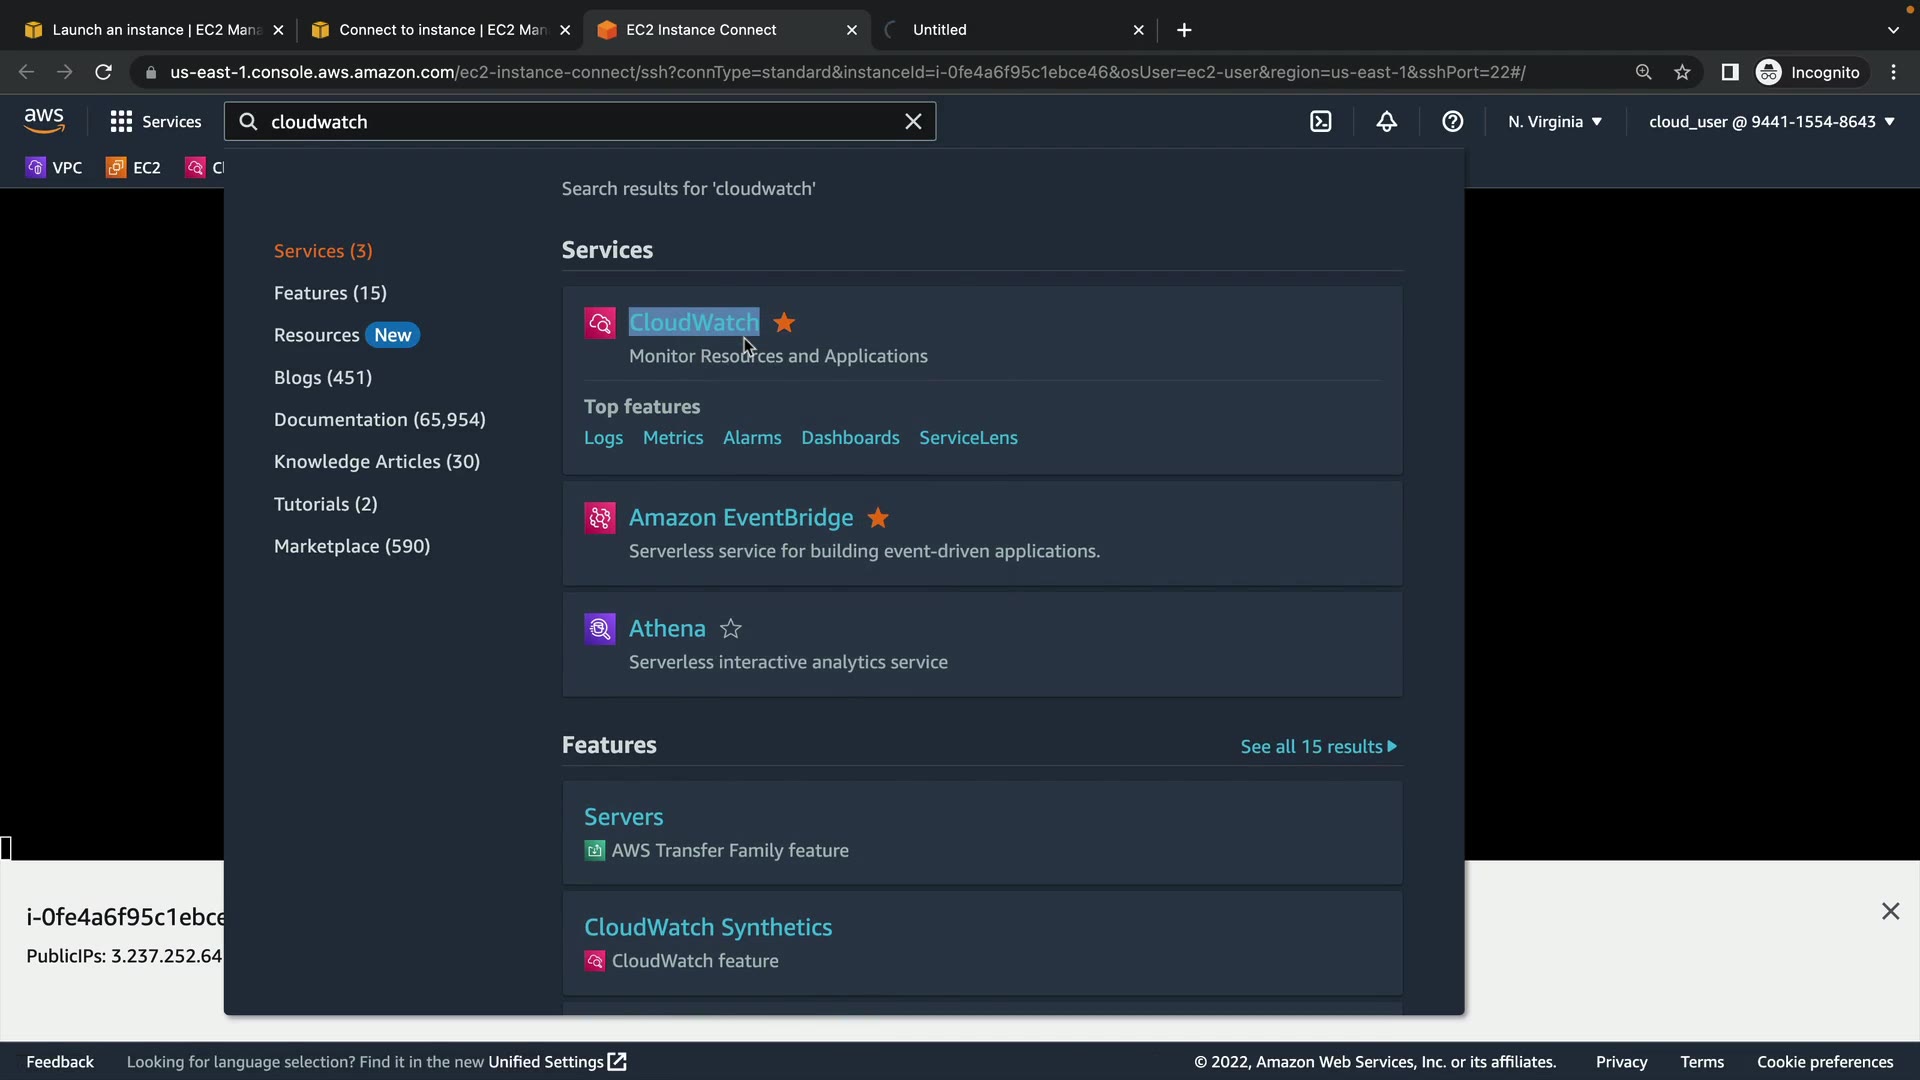 Launch an instance | EC2 Mana
Connect to instance | EC2 Man
EC2 Instance Connect
Untitled
us-east-1.console.aws.amazon.com/ec2-instance-connect/ssh?connType=standard&instanceId=i-0fe4a6f95c1ebce46&osUser=ec2-user&region=us-east-1&sshPort=22#/
Incognito
aws
Services
cloudwatch
N. Virginia
cloud_user @ 9441-1554-8643
VPC
EC2
Cl
Search results for 'cloudwatch'
Services (3)
Features (15)
Resources New
Blogs (451)
Documentation (65,954)
Knowledge Articles (30)
Tutorials (2)
Marketplace (590)
Services
CloudWatch
Monitor Resources and Applications
Top features
Logs Metrics Alarms Dashboards ServiceLens
Amazon EventBridge
Serverless service for building event-driven applications.
Athena
Serverless interactive analytics service
Features
See all 15 results
Servers
AWS Transfer Family feature
CloudWatch Synthetics
CloudWatch feature
i-0fe4a6f95c1ebce
PublicIPs: 3.237.252.64
Feedback
Looking for language selection? Find it in the new Unified Settings
© 2022, Amazon Web Services, Inc. or its affiliates.
Privacy
Terms
Cookie preferences